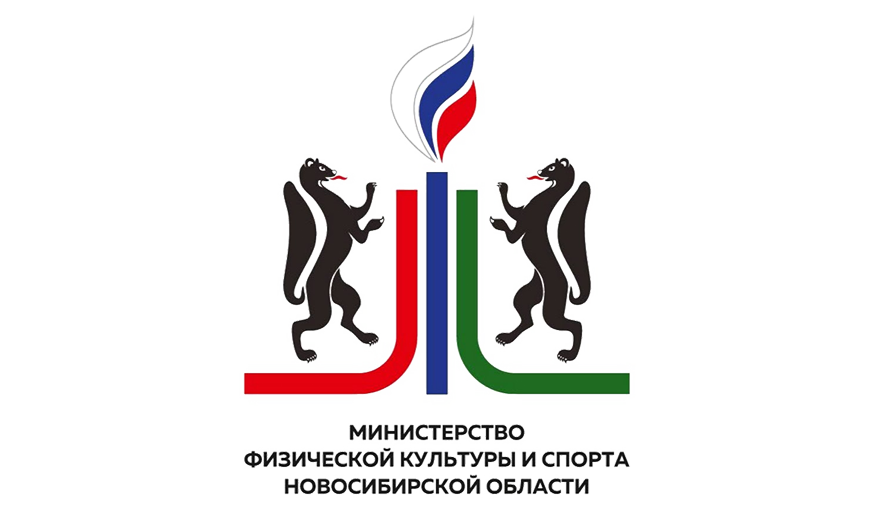 МИНИСТЕРСТВО
ФИЗИЧЕСКОЙ КУЛЬТУРЫ И СПОРТА
НОВОСИБИРСКОЙ ОБЛАСТИ